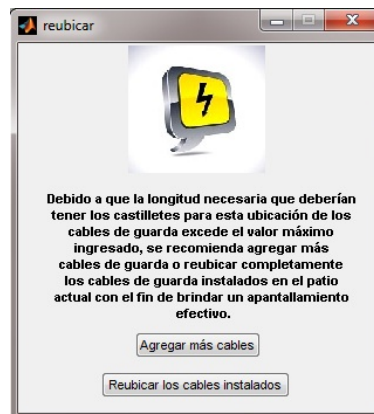 reubicar
Debido a que la longitud necesaria que deberían
tener los castilletes para esta ubicación de los
cables de guarda excede el valor máximo
ingresado, se recomienda agregar más
cables de guarda o reubicar completamente
los cables de guarda instalados en el patio
actual con el fin de brindar un apantallamiento
efectivo.
Agregar más cables
Reubicar los cables instalados